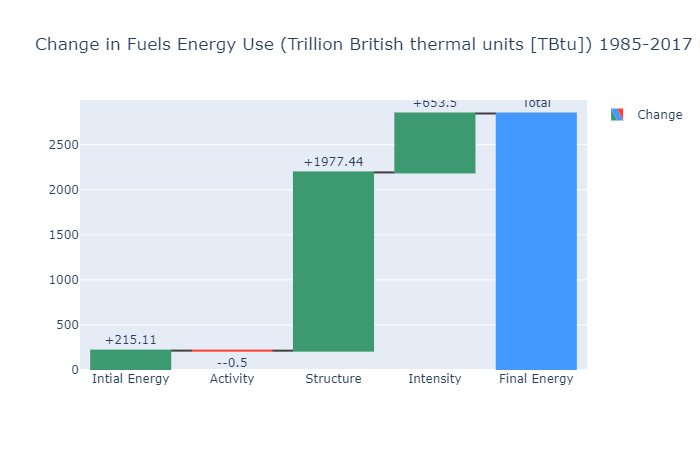 Change in Fuels Energy Use (Trillion British thermal units [TBtu]) 1985-2017
Change
+653.5
Total
2500
+1977.44
2000
1500
1000
500
+215.11
--0.5
0
Intial Energy
Activity
Structure
Intensity
Final Energy